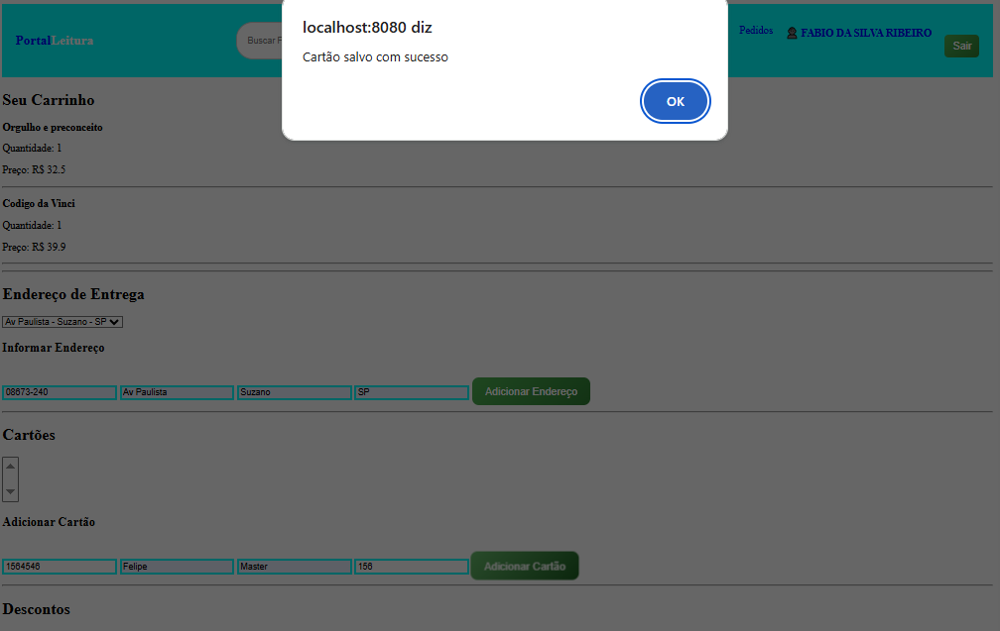 localhost:8080 diz
Cartão salvo com sucesso
OK
PortalLeitura
Buscar P
Pedidos
FABIO DA SILVA RIBEIRO
Sair
Seu Carrinho
Orgulho e preconceito
Quantidade: 1
Preço: R$ 32.5
Codigo da Vinci
Quantidade: 1
Preço: R$ 39.9
Endereço de Entrega
Av Paulista - Suzano - SP
Informar Endereço
08673-240 Av Paulista Suzano SP Adicionar Endereço
Cartões
Adicionar Cartão
1564546 Felipe Master 156 Adicionar Cartão
Descontos